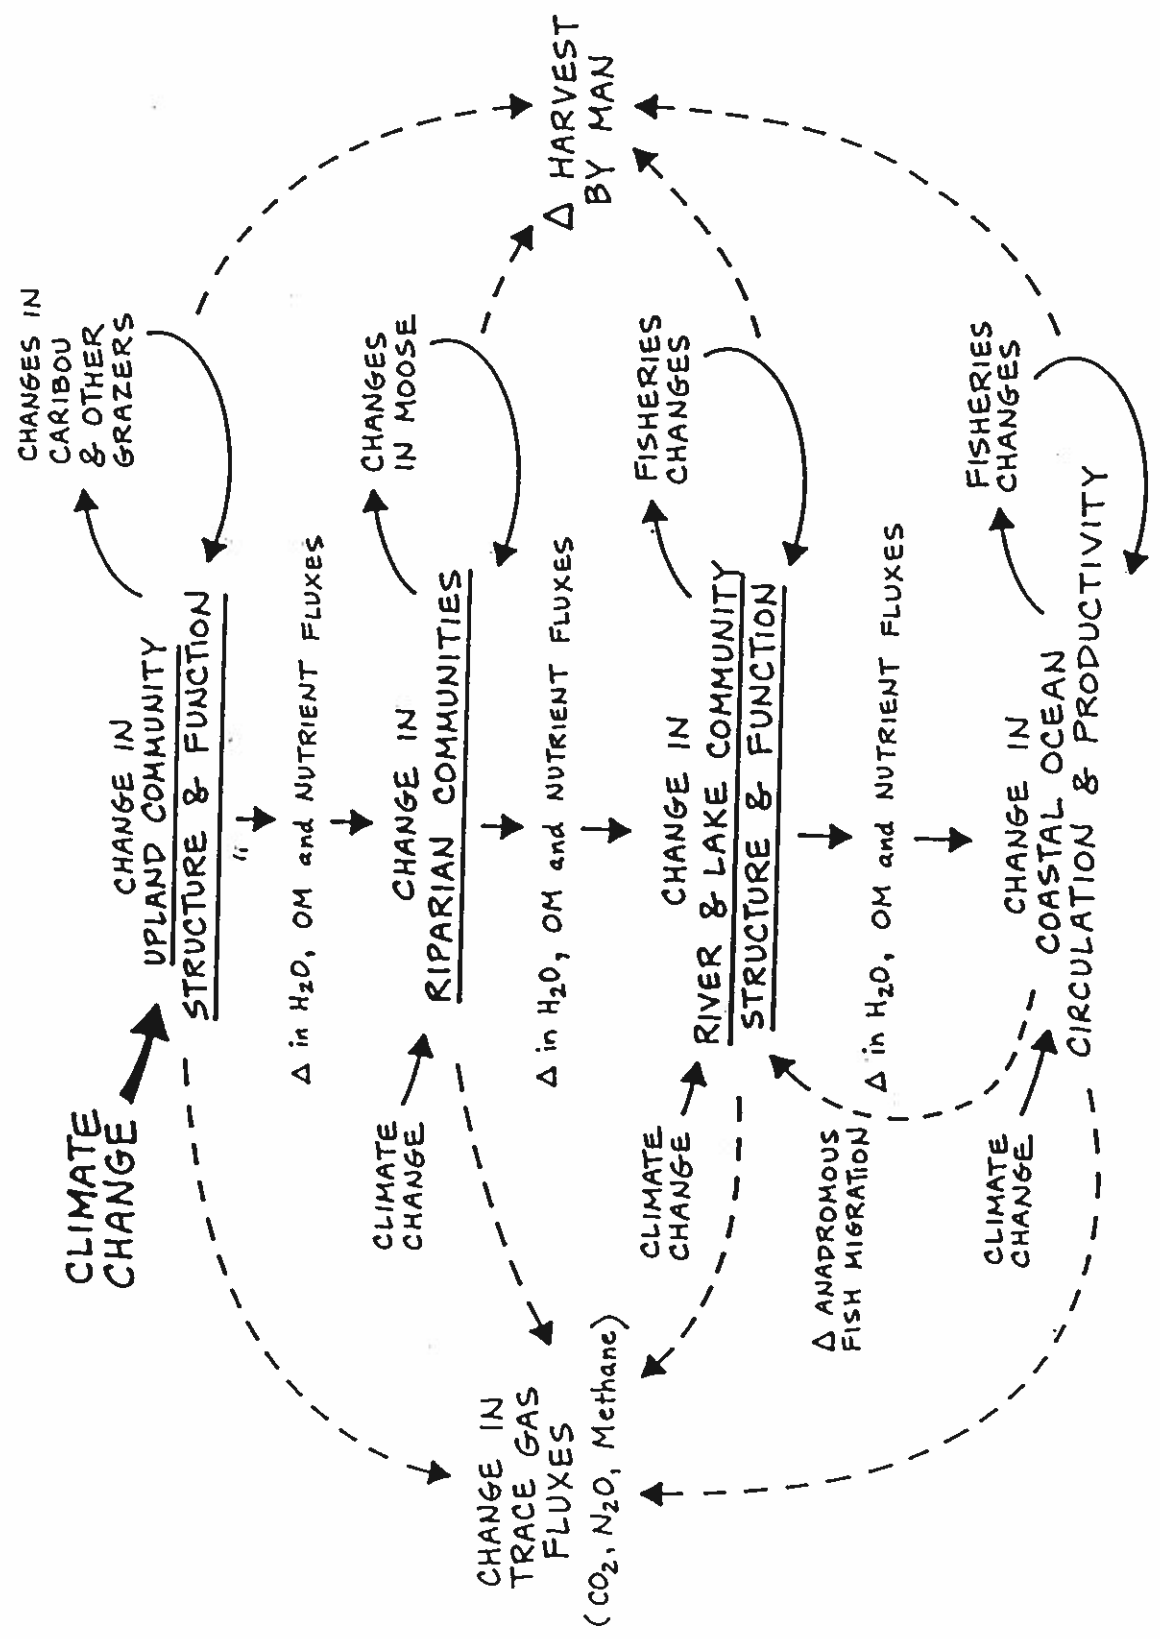 CLIMATE
CHANGE
CHANGE IN
UPLAND COMMUNITY
STRUCTURE & FUNCTION
CHANGES IN
CARIBOU
& OTHER
GRAZERS
Δ in H₂O, OM and NUTRIENT FLUXES
CLIMATE
CHANGE
CHANGE IN
RIPARIAN COMMUNITIES
CHANGES
IN MOOSE
Δ in H₂O, OM and NUTRIENT FLUXES
CHANGE IN
TRACE GAS
FLUXES
(CO₂, N₂O, Methane)
Δ HARVEST
BY MAN
CLIMATE
CHANGE
CHANGE IN
RIVER & LAKE COMMUNITY
STRUCTURE & FUNCTION
FISHERIES
CHANGES
Δ in H₂O, OM and NUTRIENT FLUXES
Δ ANADROMOUS
FISH MIGRATION
CLIMATE
CHANGE
CHANGE IN
COASTAL OCEAN
CIRCULATION & PRODUCTIVITY
FISHERIES
CHANGES